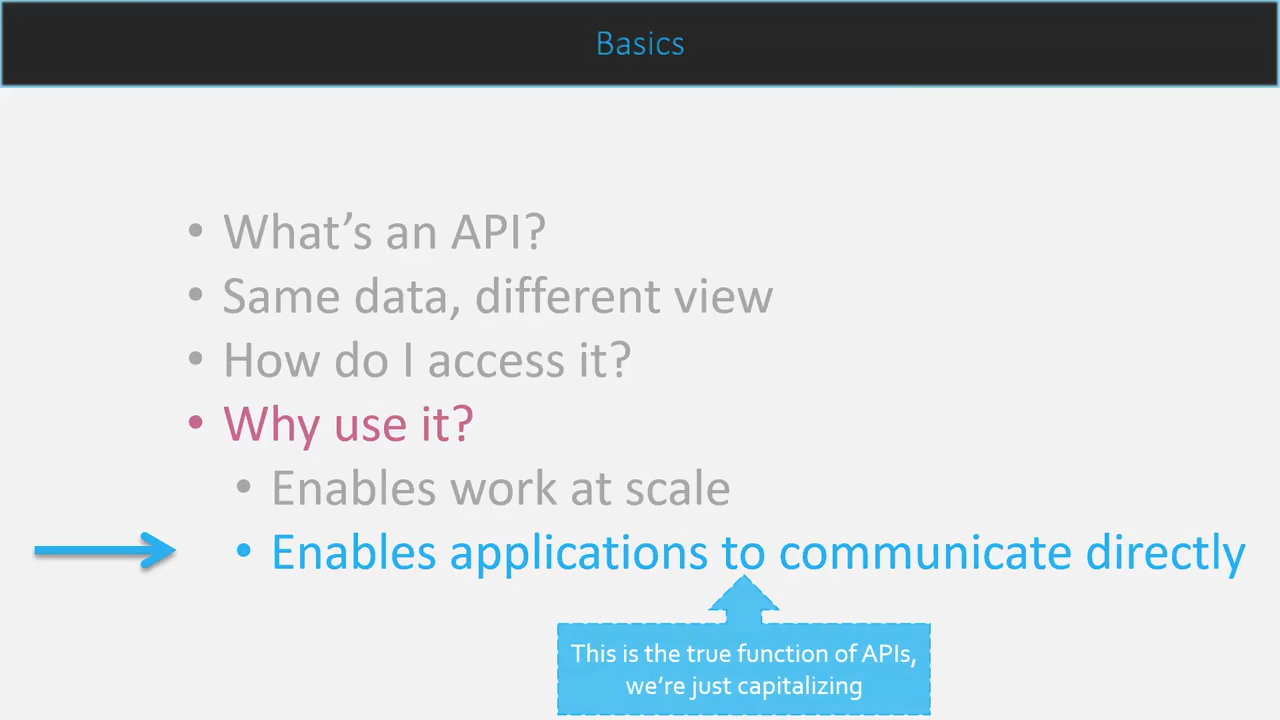 Basics
• What’s an API?
• Same data, different view
• How do I access it?
• Why use it?
• Enables work at scale
• Enables applications to communicate directly
This is the true function of APIs,
we’re just capitalizing